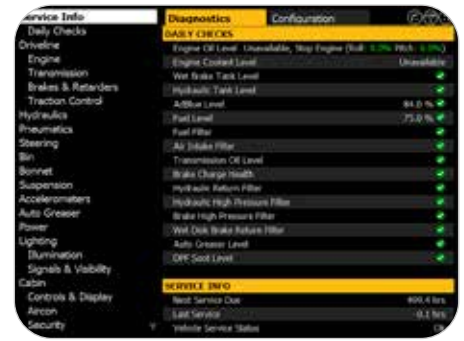 Service Info
Daily Checks
Driveline
Engine
Transmission
Brakes & Retarders
Traction Control
Hydraulics
Pneumatics
Steering
Bin
Bonnet
Suspension
Accelerometers
Auto Greaser
Power
Lighting
Illumination
Signals & Visibility
Cabin
Controls & Display
Aircon
Security
Diagnostics
Configuration
DAILY CHECKS
Engine Oil Level Unavailable, Stop Engine (Roll: Pitch:
Engine Coolant Level Unavailable
Wet Brake Tank Level
Hydraulic Tank Level
AdBlue Level 84.0 %
Fuel Level 75.0 %
Fuel Filter
Air Intake Filter
Transmission Oil Level
Brake Charge Health
Hydraulic Return Filter
Hydraulic High Pressure Filter
Brake High Pressure Filter
Wet Disk Brake Return Filter
Auto Greaser Level
DPF Soot Level
SERVICE INFO
Next Service Due 499.4 hrs
Last Service -0.1 hrs
Vehicle Service Status Ok